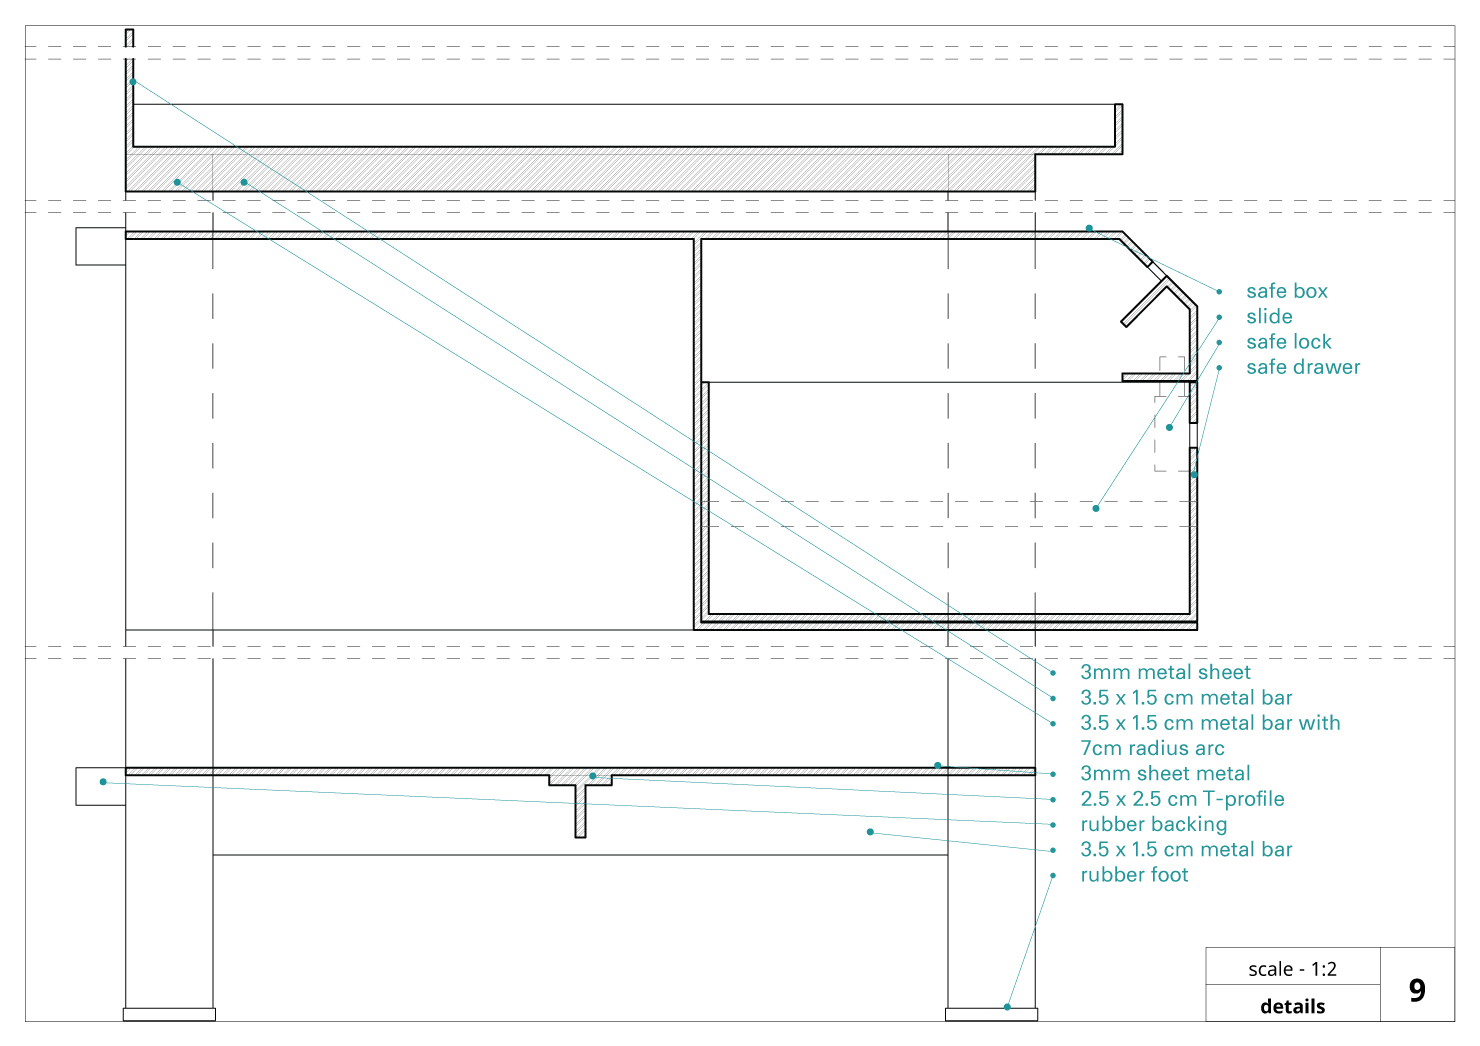 safe box
slide
safe lock
safe drawer
3mm metal sheet
3.5 x 1.5 cm metal bar
3.5 x 1.5 cm metal bar with
7cm radius arc
3mm sheet metal
2.5 x 2.5 cm T-profile
rubber backing
3.5 x 1.5 cm metal bar
rubber foot
scale - 1:2
details
9